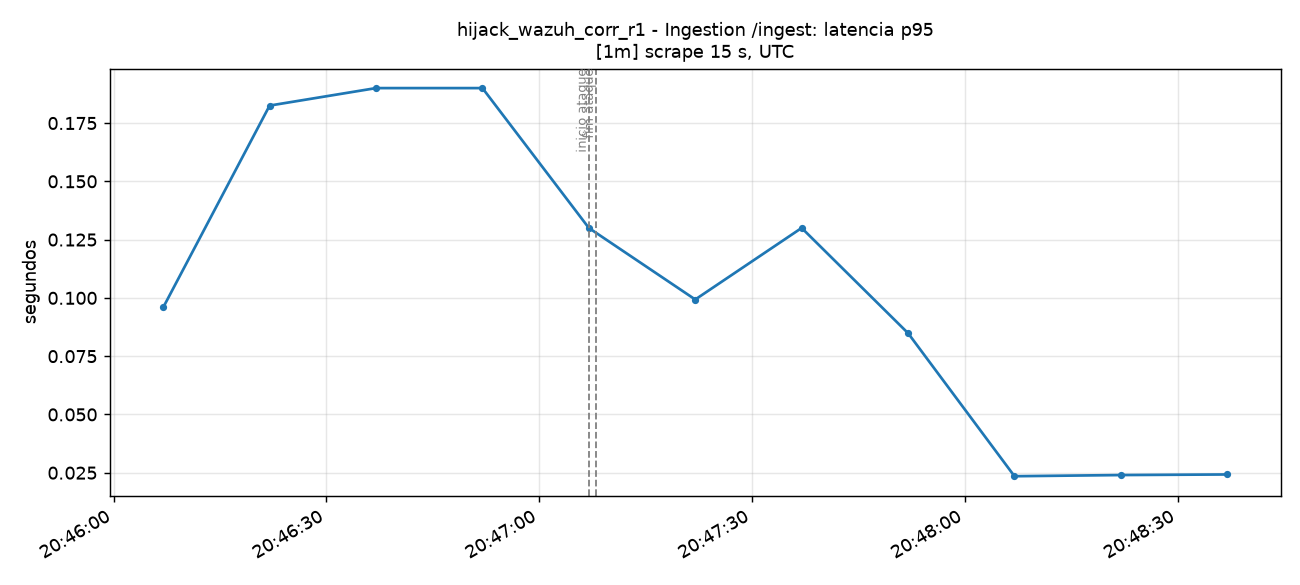 hijack_wazuh_corr_r1 - Ingestion /ingest: latencia p95
[1m] scrape 15 s, UTC
segundos
0.175
0.150
0.125
0.100
0.075
0.050
0.025
inicio ataque
fin ataque
20:46:00
20:46:30
20:47:00
20:47:30
20:48:00
20:48:30